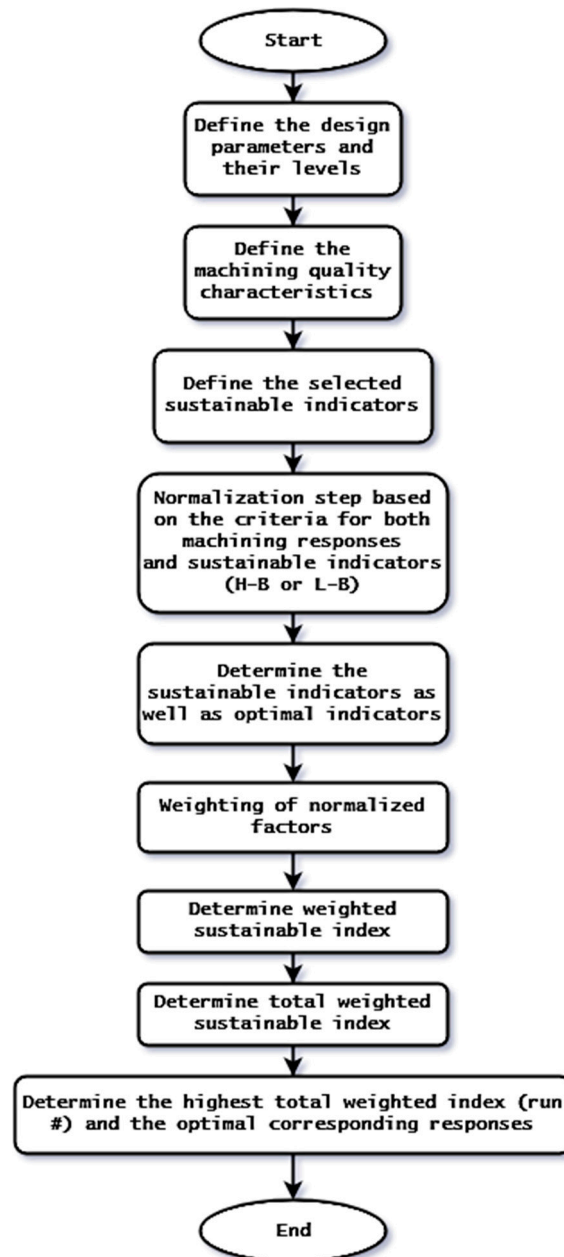 Start
Define the design
parameters and
their levels
Define the
machining quality
characteristics
Define the selected
sustainable indicators
Normalization step based
on the criteria for both
machining responses
and sustainable indicators
(H-B or L-B)
Determine the
sustainable indicators as
well as optimal indicators
Weighting of normalized
factors
Determine weighted
sustainable index
Determine total weighted
sustainable index
Determine the highest total weighted index (run
#) and the optimal corresponding responses
End